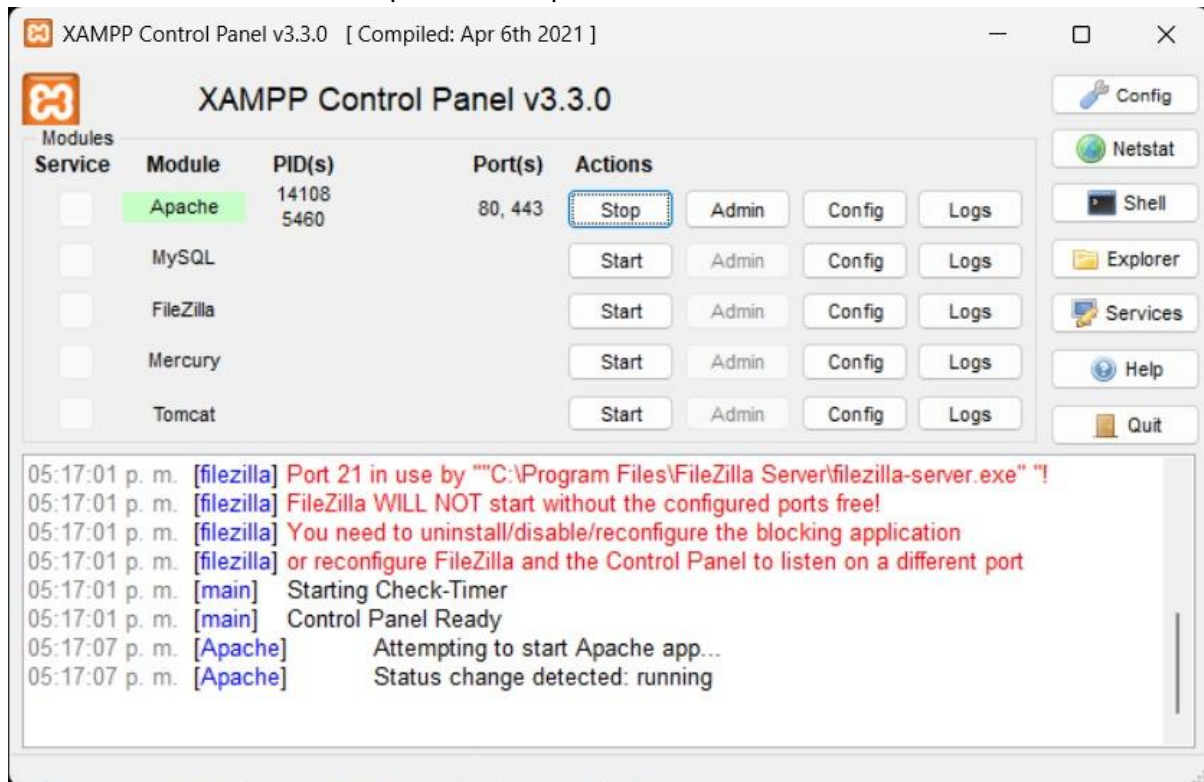 XAMPP Control Panel v3.3.0 [ Compiled: Apr 6th 2021 ]
XAMPP Control Panel v3.3.0
Config
Modules
Service Module PID(s) Port(s) Actions
Netstat
Apache 14108 5460 80, 443 Stop Admin Config Logs
Shell
MySQL Start Admin Config Logs
Explorer
FileZilla Start Admin Config Logs
Services
Mercury Start Admin Config Logs
Help
Tomcat Start Admin Config Logs
Quit
05:17:01 p. m. [filezilla] Port 21 in use by ""C:\Program Files\FileZilla Server\filezilla-server.exe" "!
05:17:01 p. m. [filezilla] FileZilla WILL NOT start without the configured ports free!
05:17:01 p. m. [filezilla] You need to uninstall/disable/reconfigure the blocking application
05:17:01 p. m. [filezilla] or reconfigure FileZilla and the Control Panel to listen on a different port
05:17:01 p. m. [main] Starting Check-Timer
05:17:01 p. m. [main] Control Panel Ready
05:17:07 p. m. [Apache] Attempting to start Apache app...
05:17:07 p. m. [Apache] Status change detected: running